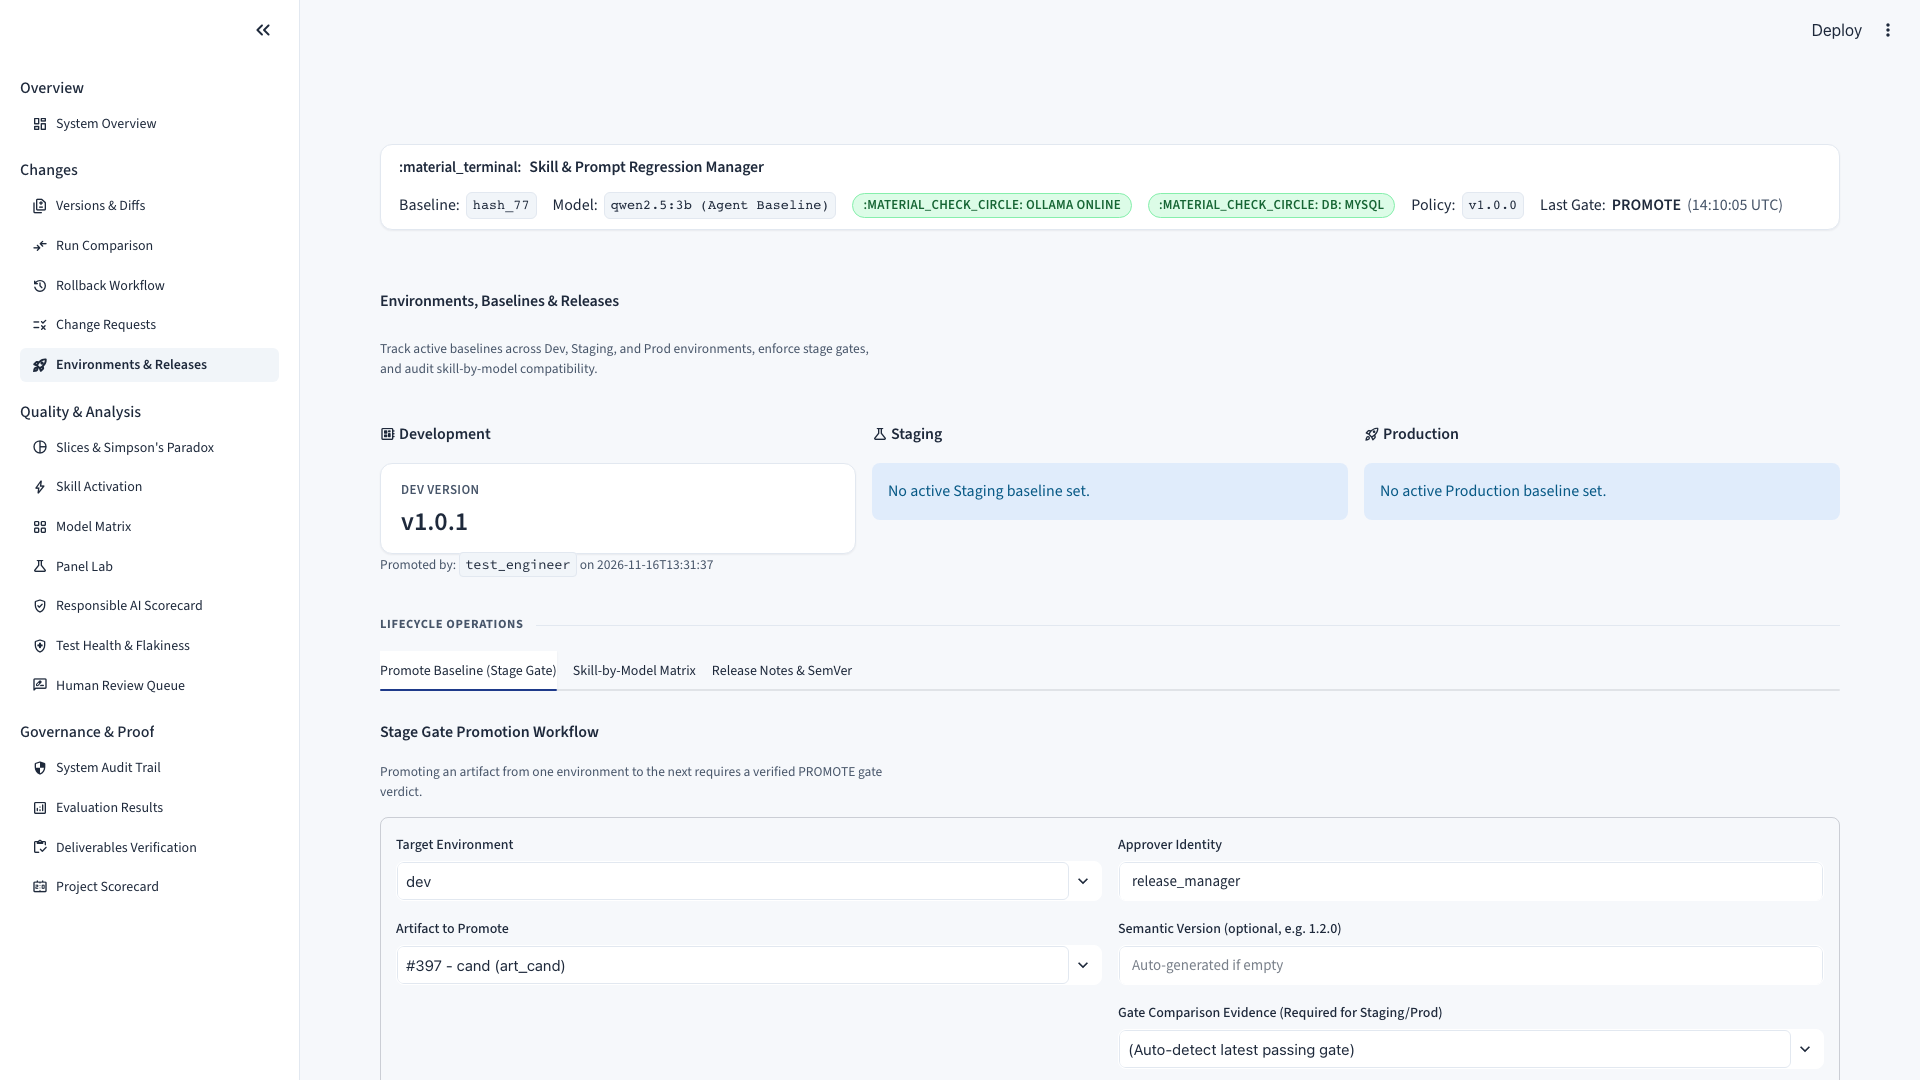 Deploy
Overview
System Overview
Changes
Versions & Diffs
Run Comparison
Rollback Workflow
Change Requests
Environments & Releases
Quality & Analysis
Slices & Simpson's Paradox
Skill Activation
Model Matrix
Panel Lab
Responsible AI Scorecard
Test Health & Flakiness
Human Review Queue
Governance & Proof
System Audit Trail
Evaluation Results
Deliverables Verification
Project Scorecard
:material_terminal: Skill & Prompt Regression Manager
Baseline: hash_77 Model: qwen2.5:3b (Agent Baseline) :MATERIAL_CHECK_CIRCLE: OLLAMA ONLINE :MATERIAL_CHECK_CIRCLE: DB: MYSQL Policy: v1.0.0 Last Gate: PROMOTE (14:10:05 UTC)
Environments, Baselines & Releases
Track active baselines across Dev, Staging, and Prod environments, enforce stage gates,
and audit skill-by-model compatibility.
Development
DEV VERSION
v1.0.1
Promoted by: test_engineer on 2026-11-16T13:31:37
Staging
No active Staging baseline set.
Production
No active Production baseline set.
LIFECYCLE OPERATIONS
Promote Baseline (Stage Gate) Skill-by-Model Matrix Release Notes & SemVer
Stage Gate Promotion Workflow
Promoting an artifact from one environment to the next requires a verified PROMOTE gate
verdict.
Target Environment
dev
Artifact to Promote
#397 - cand (art_cand)
Approver Identity
release_manager
Semantic Version (optional, e.g. 1.2.0)
Auto-generated if empty
Gate Comparison Evidence (Required for Staging/Prod)
(Auto-detect latest passing gate)